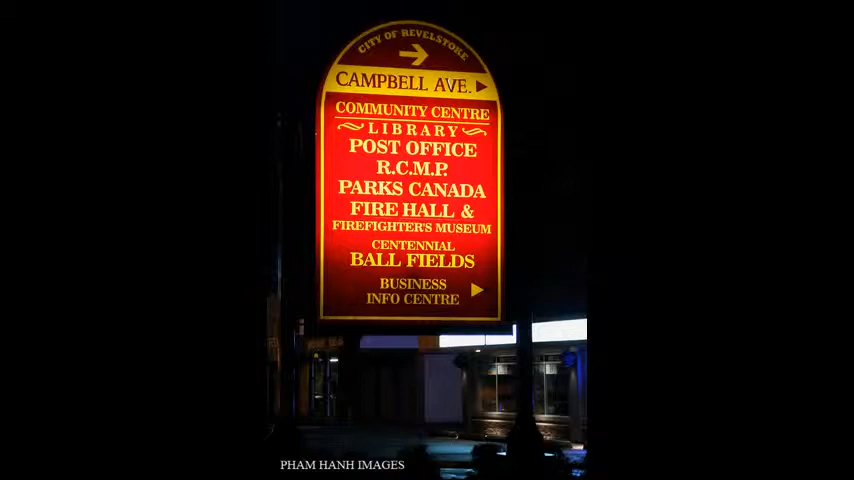 CITY OF REVELSTOKE
CAMPBELL AVE.
COMMUNITY CENTRE
LIBRARY
POST OFFICE
R.C.M.P.
PARKS CANADA
FIRE HALL &
FIREFIGHTER'S MUSEUM
CENTENNIAL
BALL FIELDS
BUSINESS
INFO CENTRE
PHAM HANH IMAGES